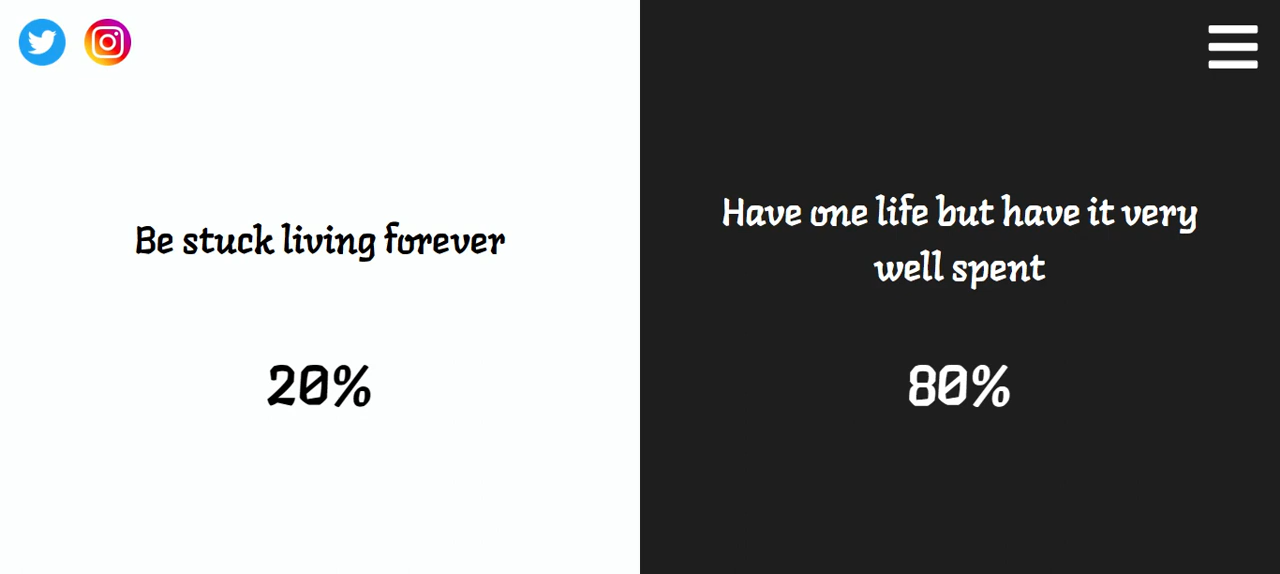 Be stuck living forever
20%
Have one life but have it very
well spent
80%